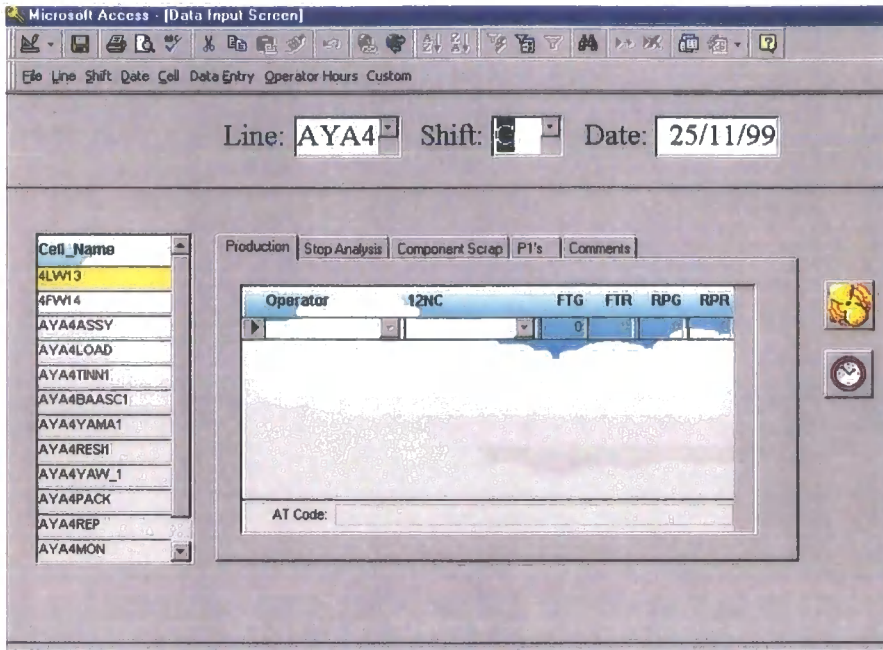 Microsoft Access - [Data Input Screen]
File Line Shift Date Cell Data Entry Operator Hours Custom
Line: AYA4 Shift: C Date: 25/11/99
Cell_Name
4LW13
4FW14
AYA4ASSY
AYA4LOAD
AYA4TINN1
AYA4BAASC1
AYA4YAMA1
AYA4RESH
AYA4YAW_1
AYA4PACK
AYA4REP
AYA4MON
Production Stop Analysis Component Scrap P1's Comments
Operator 12NC FTG FTR RPG RPR
0
AT Code: